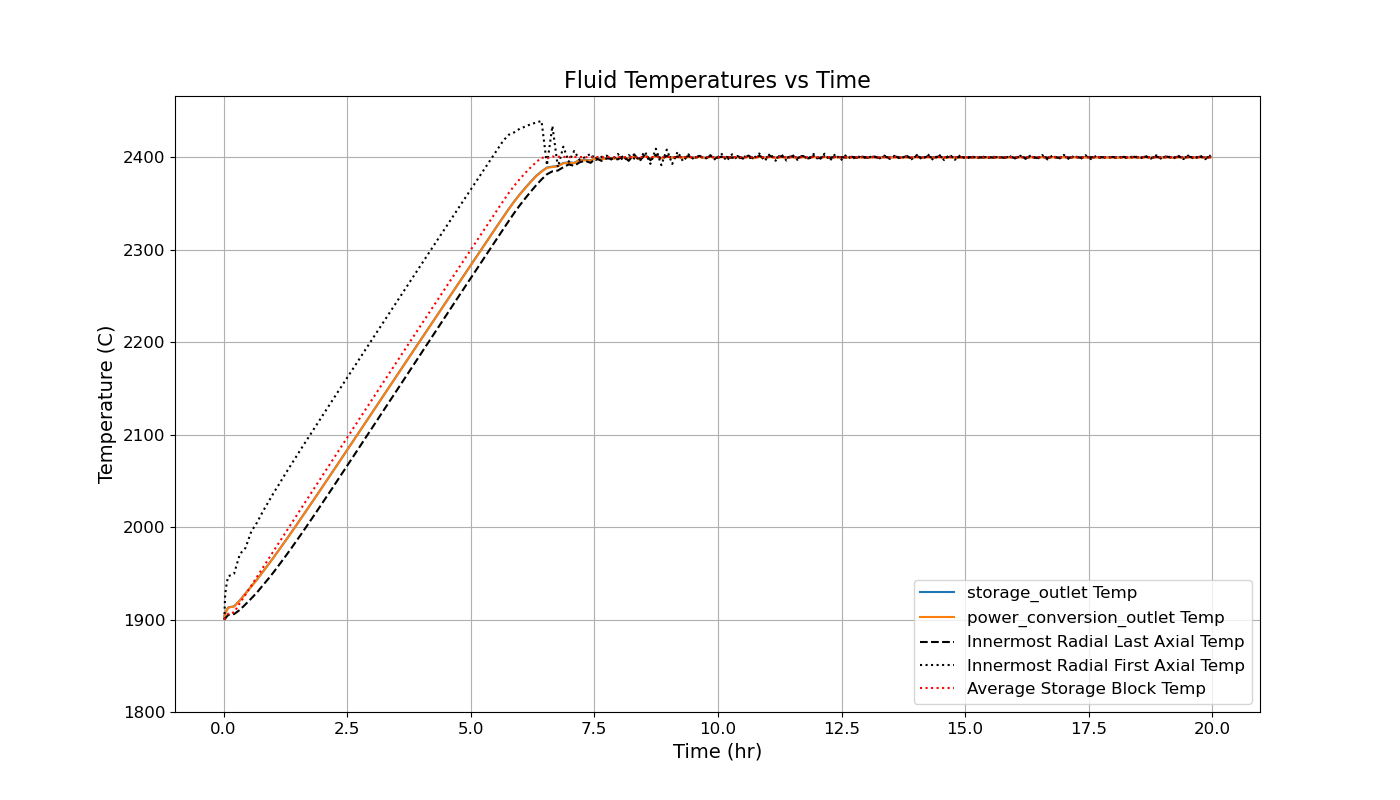 Fluid Temperatures vs Time
Temperature (C)
2400
2300
2200
2100
2000
1900
1800
0.0 2.5 5.0 7.5 10.0 12.5 15.0 17.5 20.0
Time (hr)
storage_outlet Temp
power_conversion_outlet Temp
Innermost Radial Last Axial Temp
Innermost Radial First Axial Temp
Average Storage Block Temp